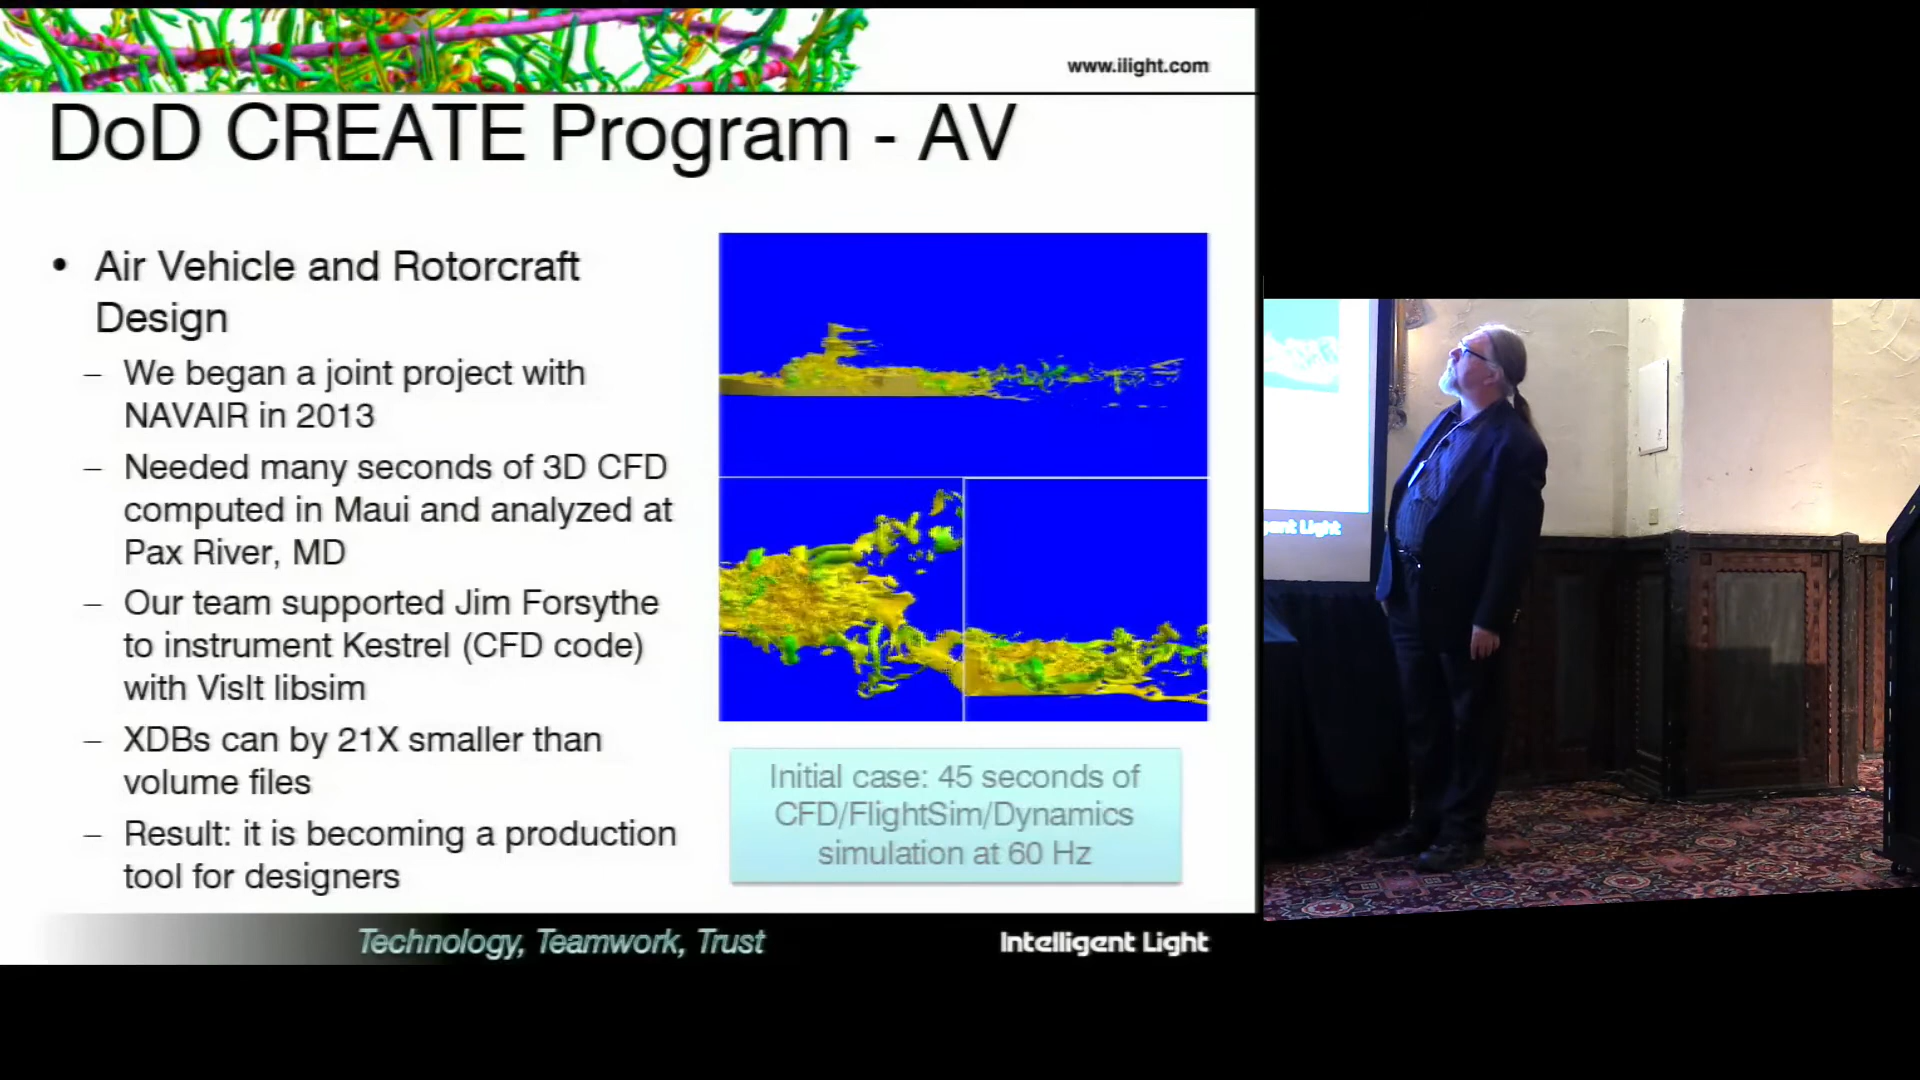 www.ilight.com
DoD CREATE Program - AV
• Air Vehicle and Rotorcraft
Design
– We began a joint project with
NAVAIR in 2013
– Needed many seconds of 3D CFD
computed in Maui and analyzed at
Pax River, MD
– Our team supported Jim Forsythe
to instrument Kestrel (CFD code)
with VisIt libsim
– XDBs can by 21X smaller than
volume files
– Result: it is becoming a production
tool for designers
Initial case: 45 seconds of
CFD/FlightSim/Dynamics
simulation at 60 Hz
Technology, Teamwork, Trust
Intelligent Light
gent Light